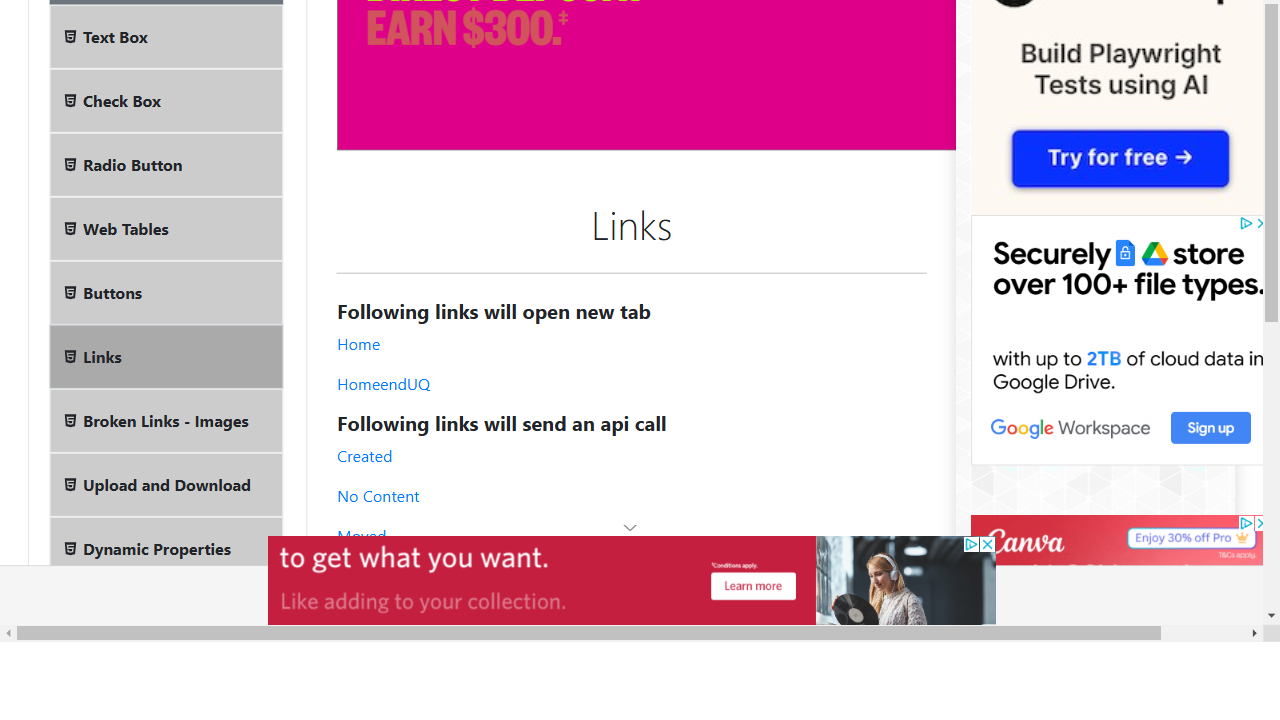 Text Box
Check Box
Radio Button
Web Tables
Buttons
Links
Broken Links - Images
Upload and Download
Dynamic Properties
EARN $300.‡
Links
Following links will open new tab
Home
HomeendUQ
Following links will send an api call
Created
No Content
Moved
Build Playwright
Tests using AI
Try for free →
Securely store
over 100+ file types.
with up to 2TB of cloud data in
Google Drive.
Google Workspace
Sign up
Canva
Enjoy 30% off Pro
T&Cs apply.
to get what you want.
Like adding to your collection.
Conditions apply.
Learn more